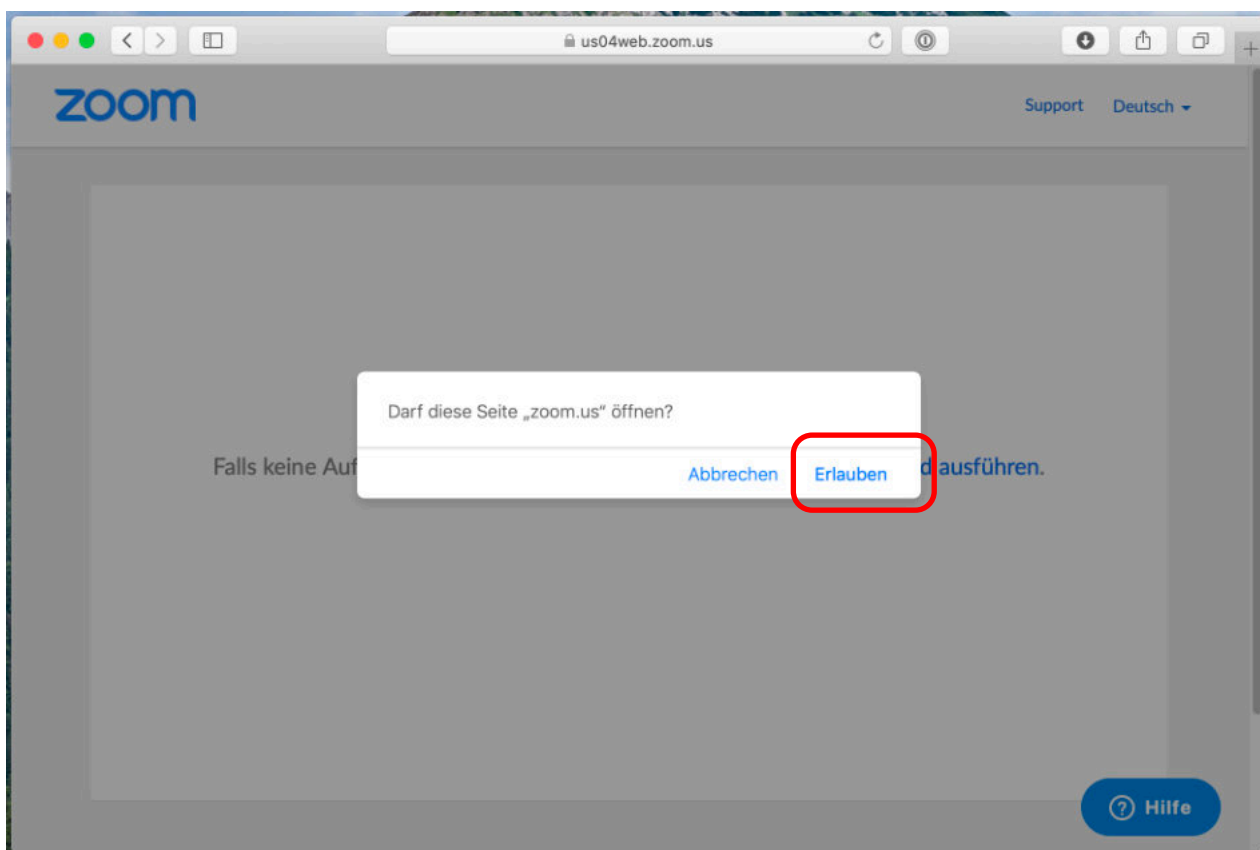 us04web.zoom.us
zoom
Support Deutsch
Darf diese Seite „zoom.us“ öffnen?
Abbrechen Erlauben
Falls keine Auf d ausführen.
Hilfe